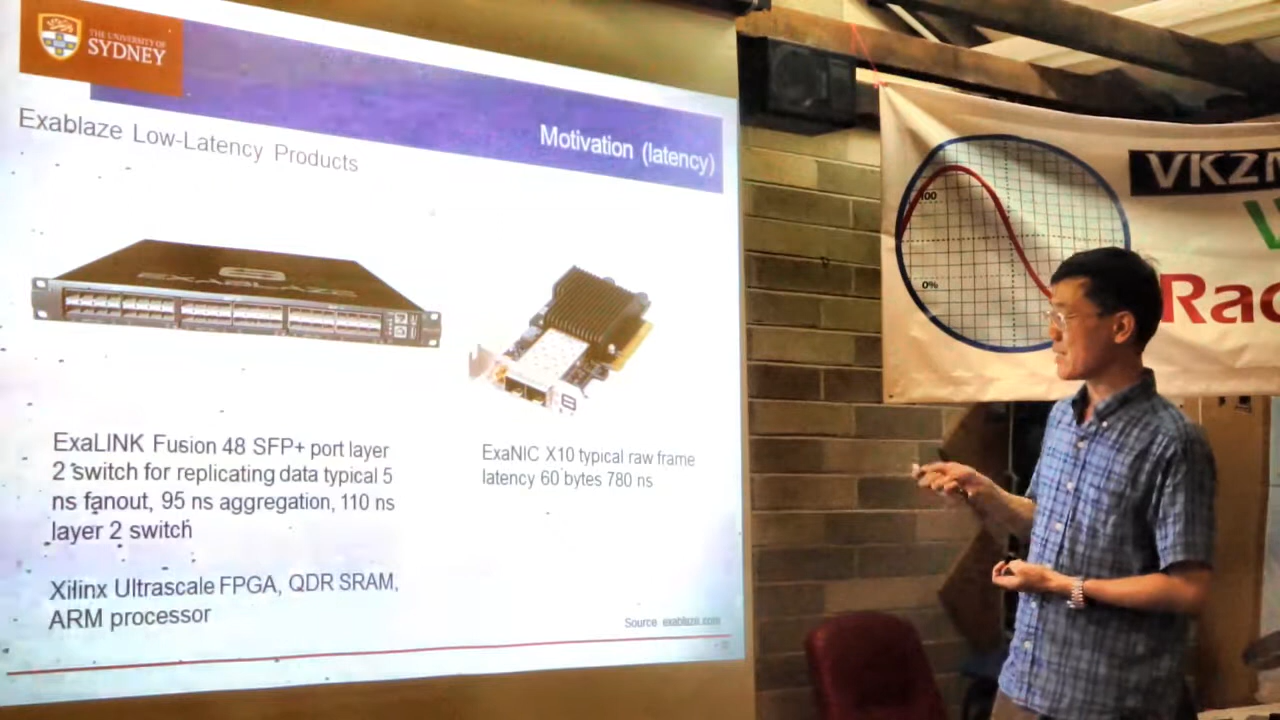 THE UNIVERSITY OF
SYDNEY
Motivation (latency)
Exablaze Low-Latency Products
EXABLAZE
ExaLINK Fusion 48 SFP+ port layer
2 switch for replicating data typical 5
ns fanout, 95 ns aggregation, 110 ns
layer 2 switch
Xilinx Ultrascale FPGA, QDR SRAM,
ARM processor
ExaNIC X10 typical raw frame
latency 60 bytes 780 ns
Source exablaze.com
100
0%
VK2
Rad